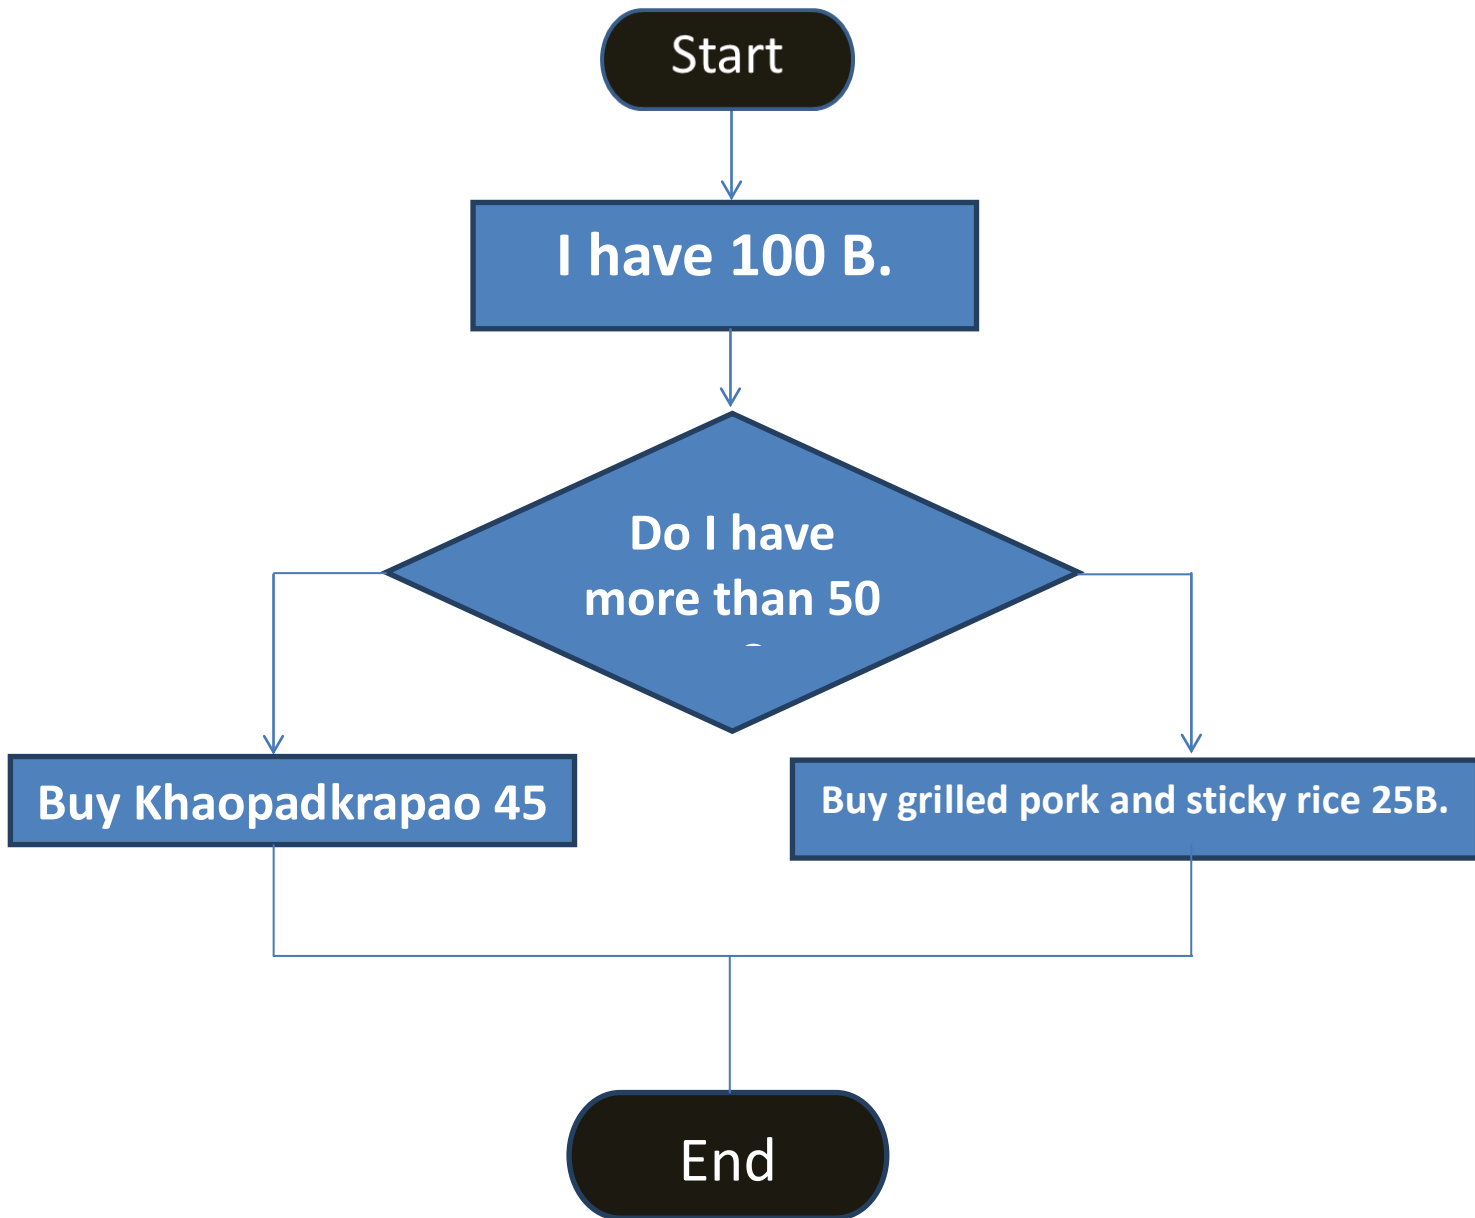 Start
I have 100 B.
Do I have
more than 50
Buy Khaopadkrapao 45
Buy grilled pork and sticky rice 25B.
End